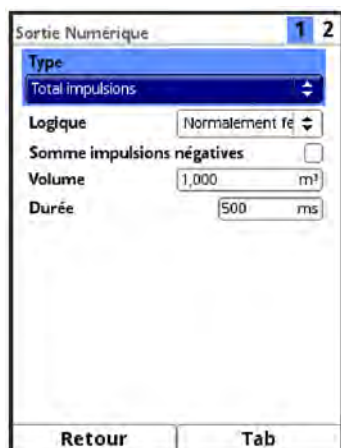 Sortie Numérique 1 2
Type
Total impulsions
Logique Normalement fe
Somme impulsions négatives
Volume 1,000 m³
Durée 500 ms
Retour Tab